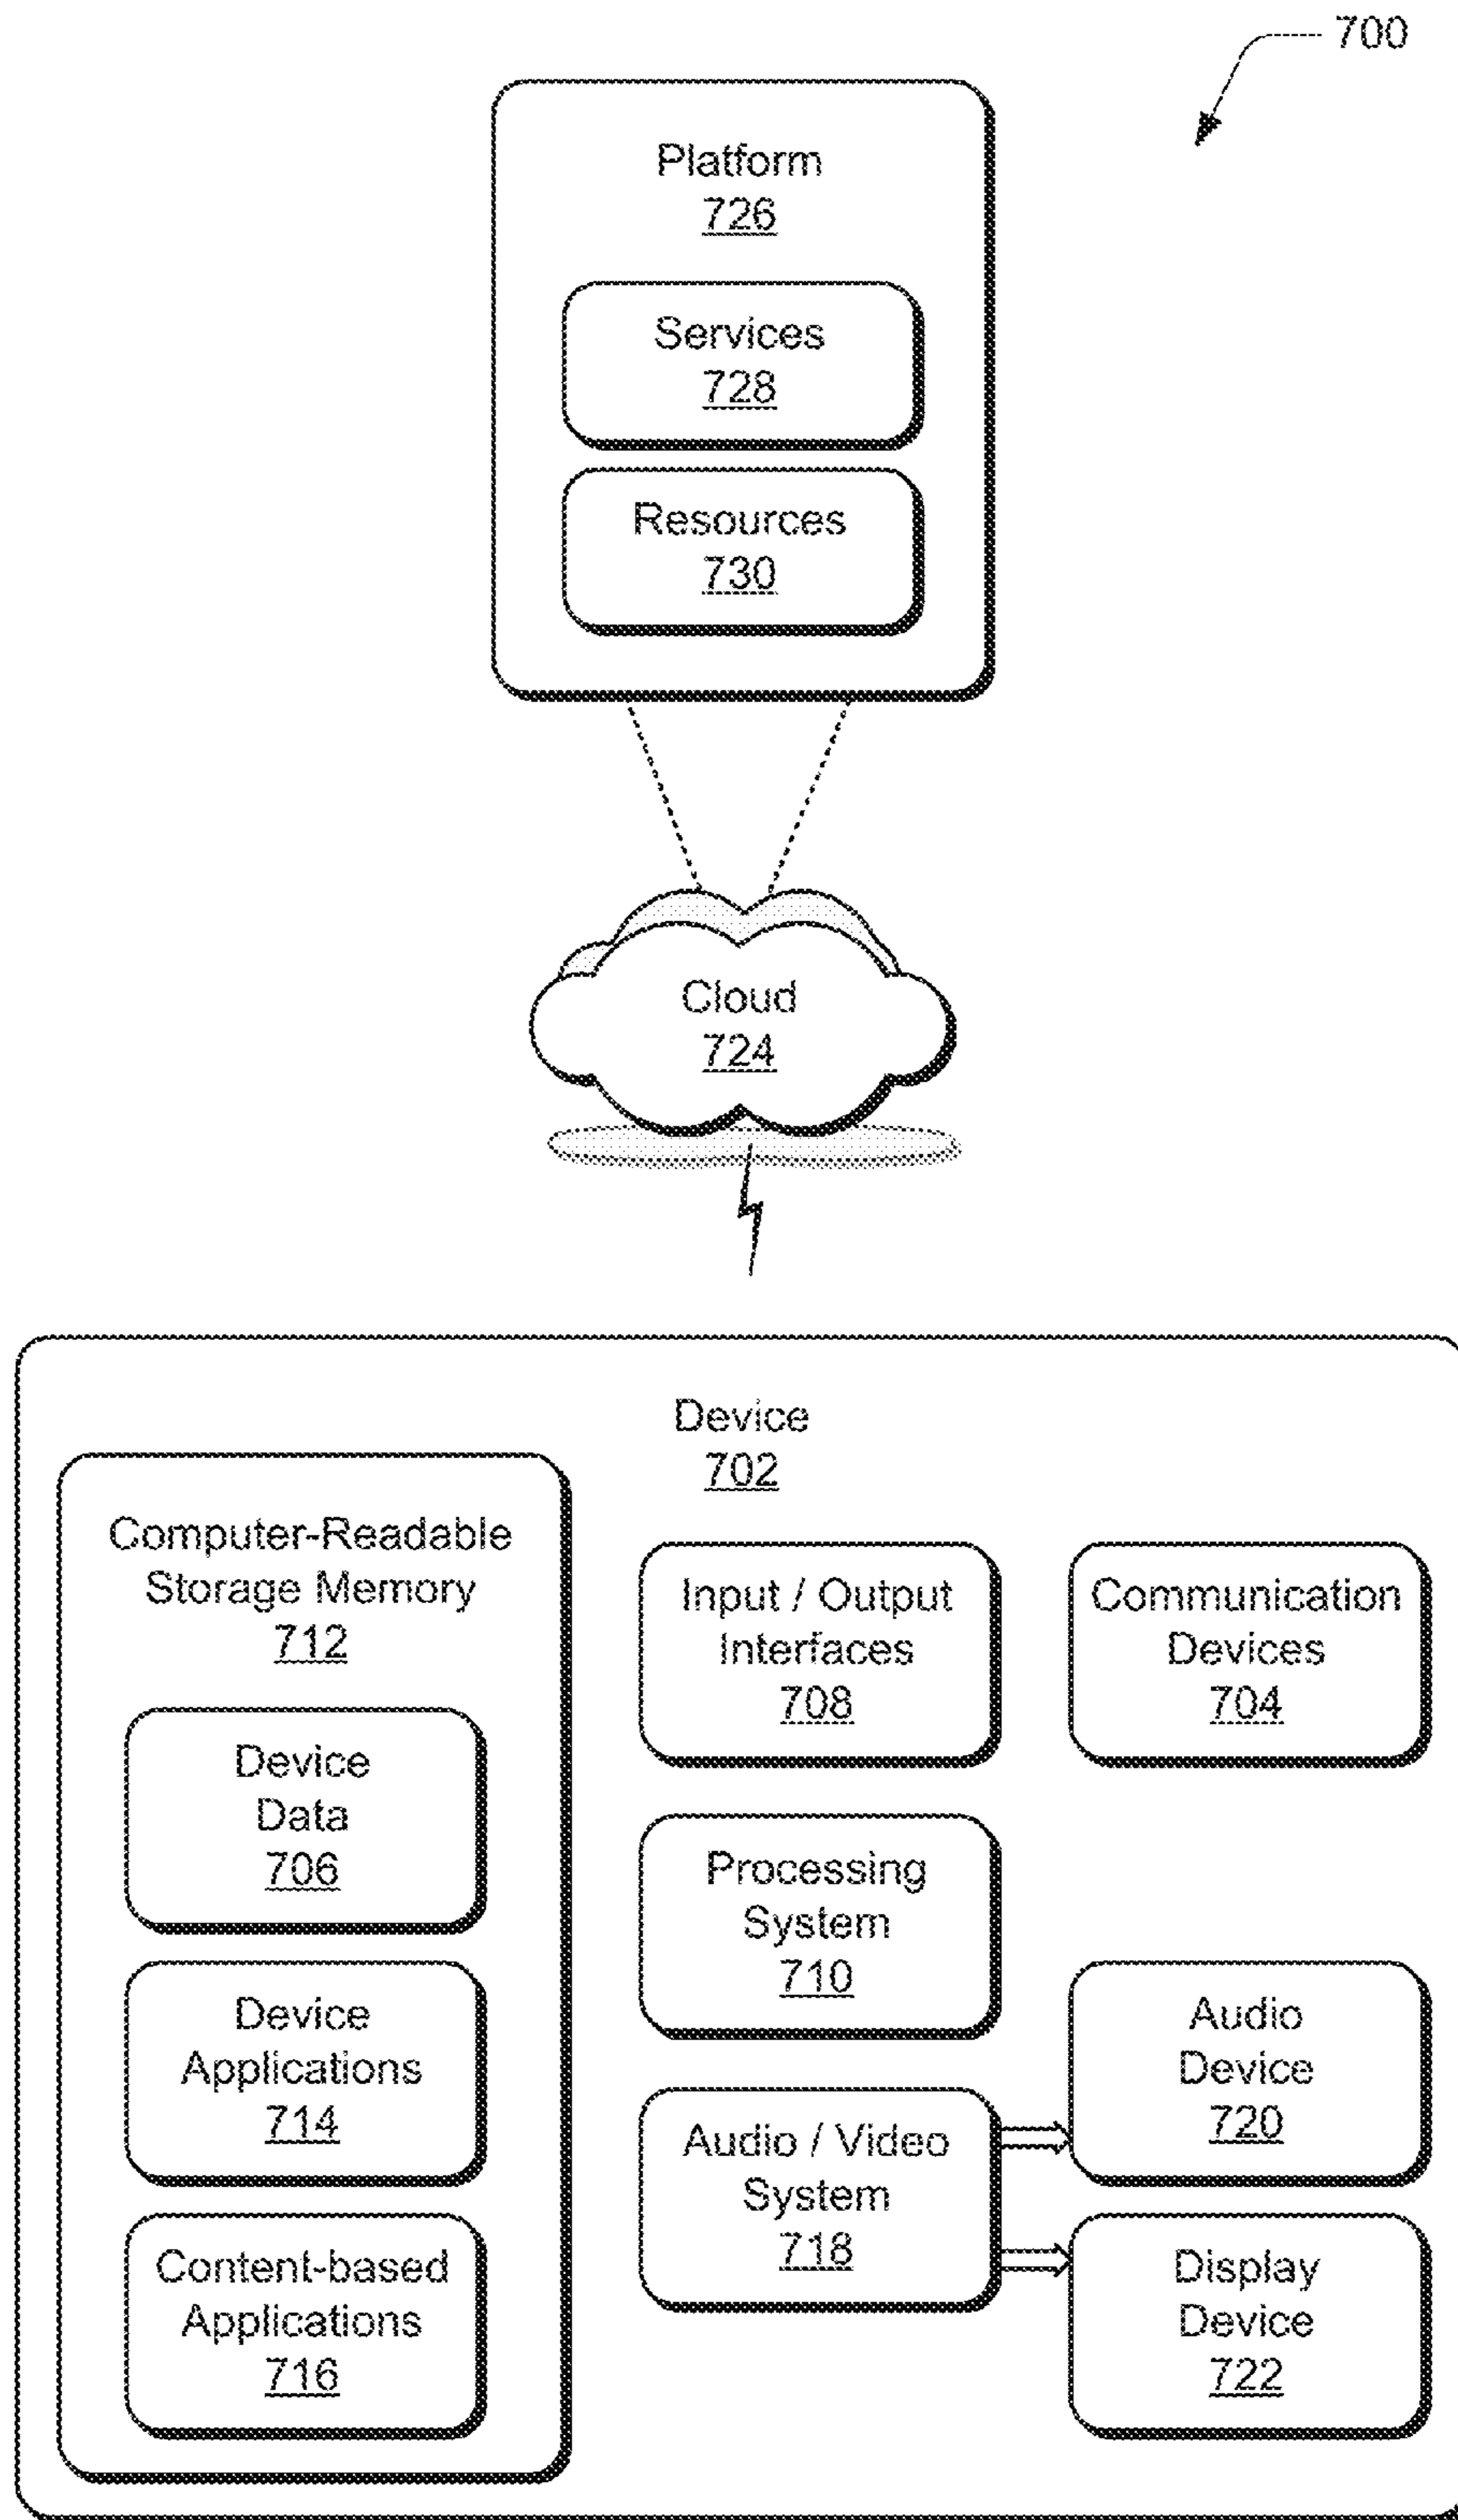 700
Platform
726
Services
728
Resources
730
Cloud
724
Device
702
Computer-Readable
Storage Memory
712
Device
Data
706
Device
Applications
714
Content-based
Applications
716
Input / Output
Interfaces
708
Processing
System
710
Audio / Video
System
718
Communication
Devices
704
Audio
Device
720
Display
Device
722